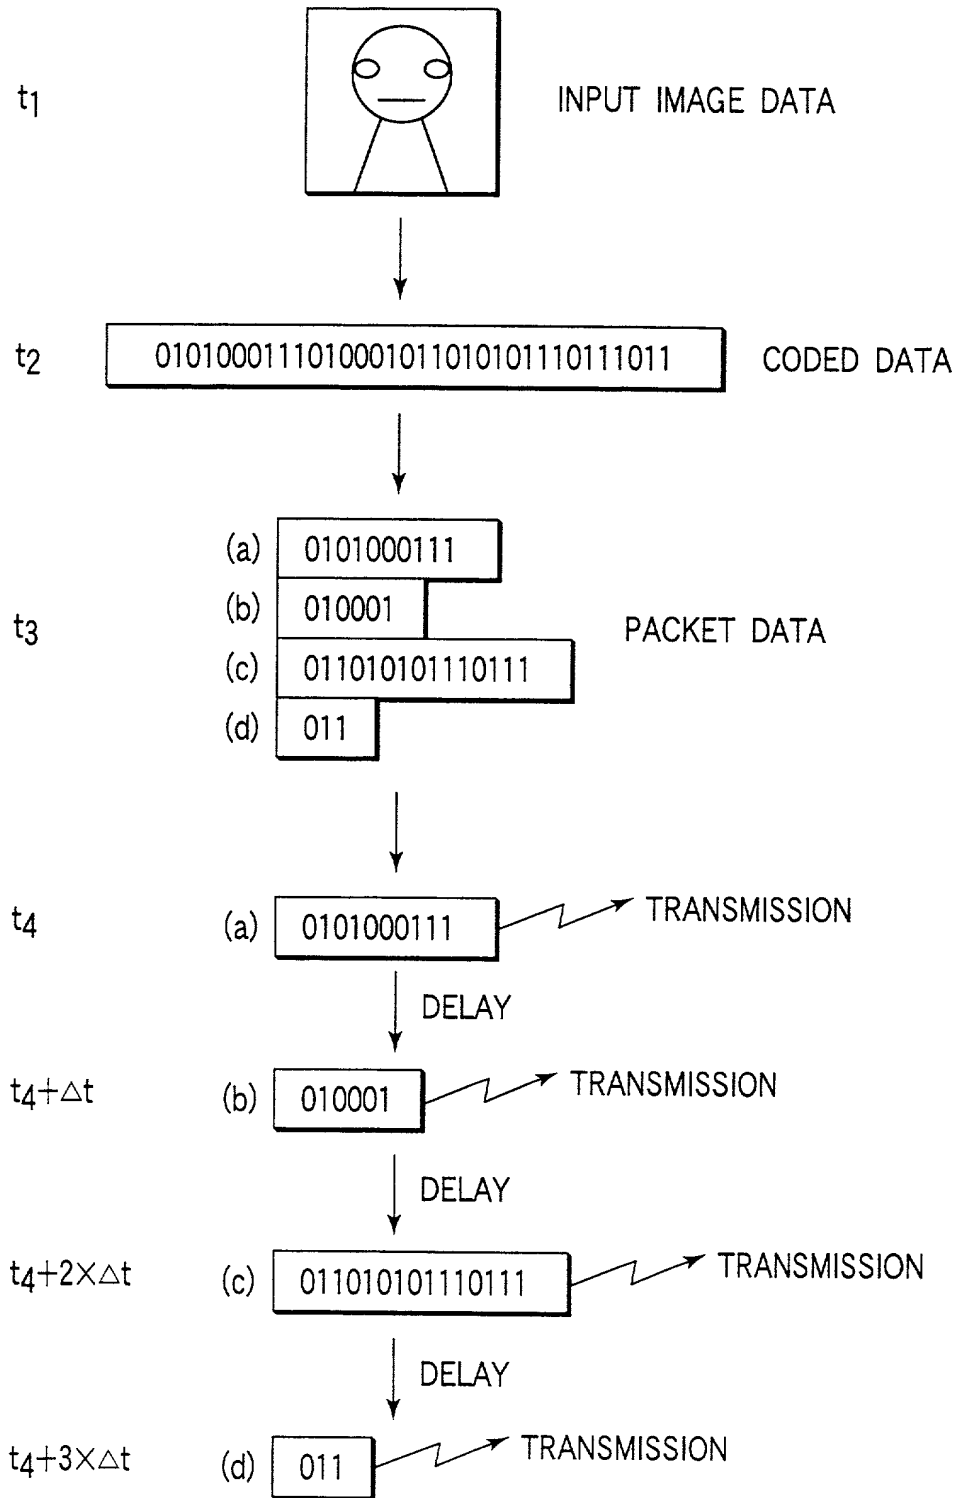 t1 INPUT IMAGE DATA
t2 0101000111010001011010101110111011 CODED DATA
(a) 0101000111
(b) 010001
t3 PACKET DATA
(c) 011010101110111
(d) 011
t4 (a) 0101000111 TRANSMISSION
DELAY
t4+△t (b) 010001 TRANSMISSION
DELAY
t4+2×△t (c) 011010101110111 TRANSMISSION
DELAY
t4+3×△t (d) 011 TRANSMISSION